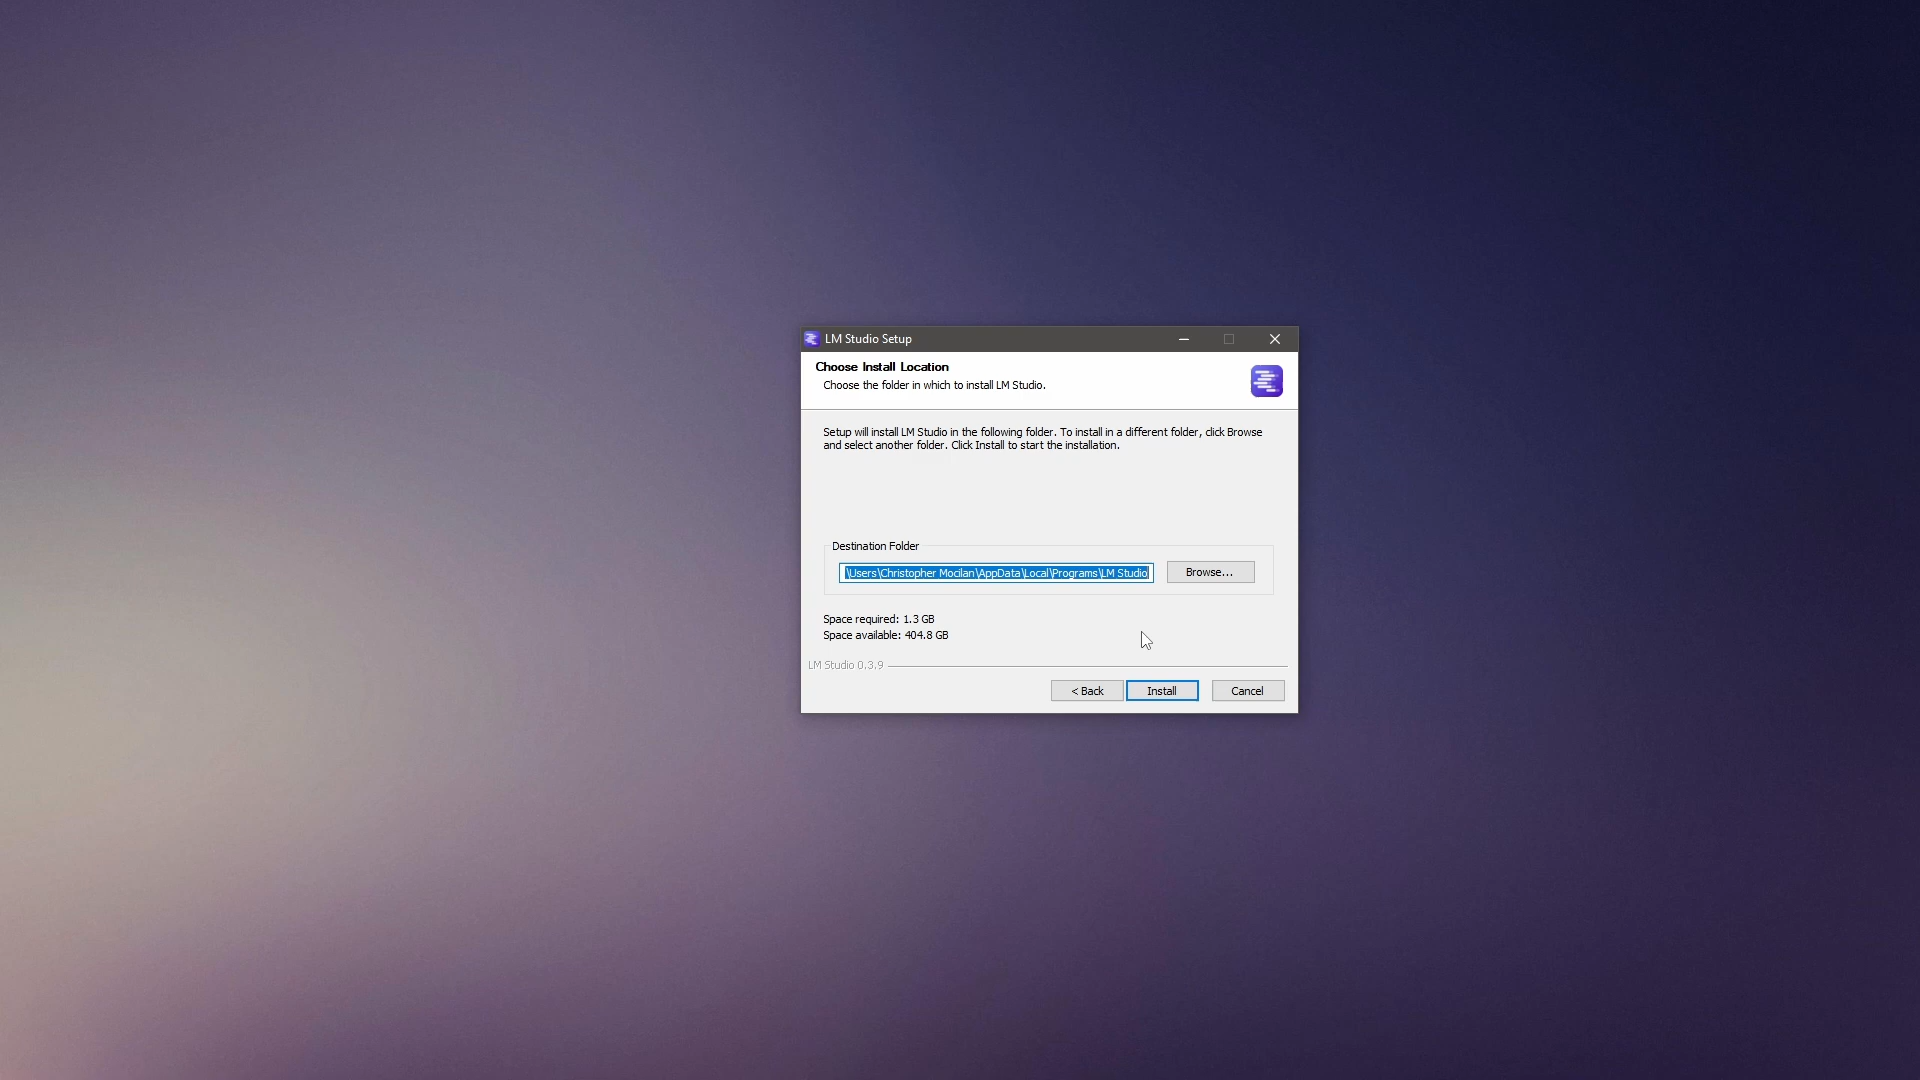 LM Studio Setup
Choose Install Location
Choose the folder in which to install LM Studio.
Setup will install LM Studio in the following folder. To install in a different folder, click Browse
and select another folder. Click Install to start the installation.
Destination Folder
\Users\Christopher Mocilan\AppData\Local\Programs\LM Studio
Browse...
Space required: 1.3 GB
Space available: 404.8 GB
LM Studio 0.3.9
< Back
Install
Cancel